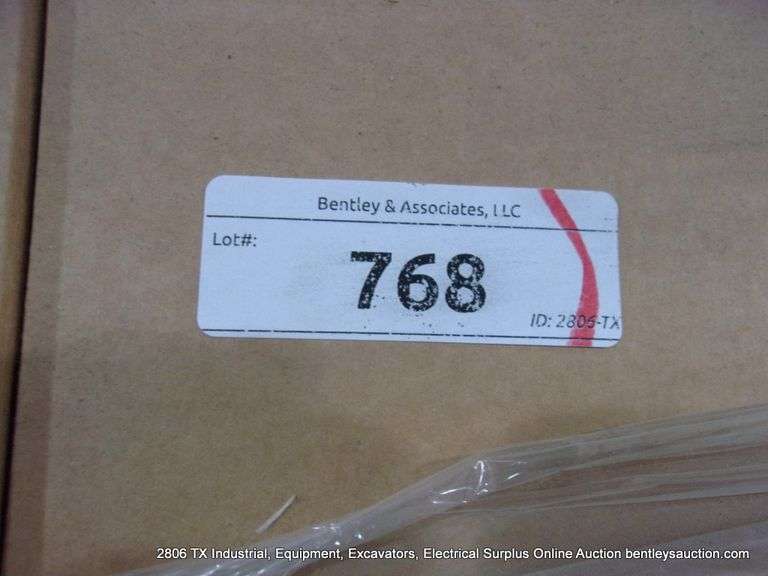 Bentley & Associates, LLC
Lot#:
768
ID: 2806-TX
2806 TX Industrial, Equipment, Excavators, Electrical Surplus Online Auction bentleysauction.com